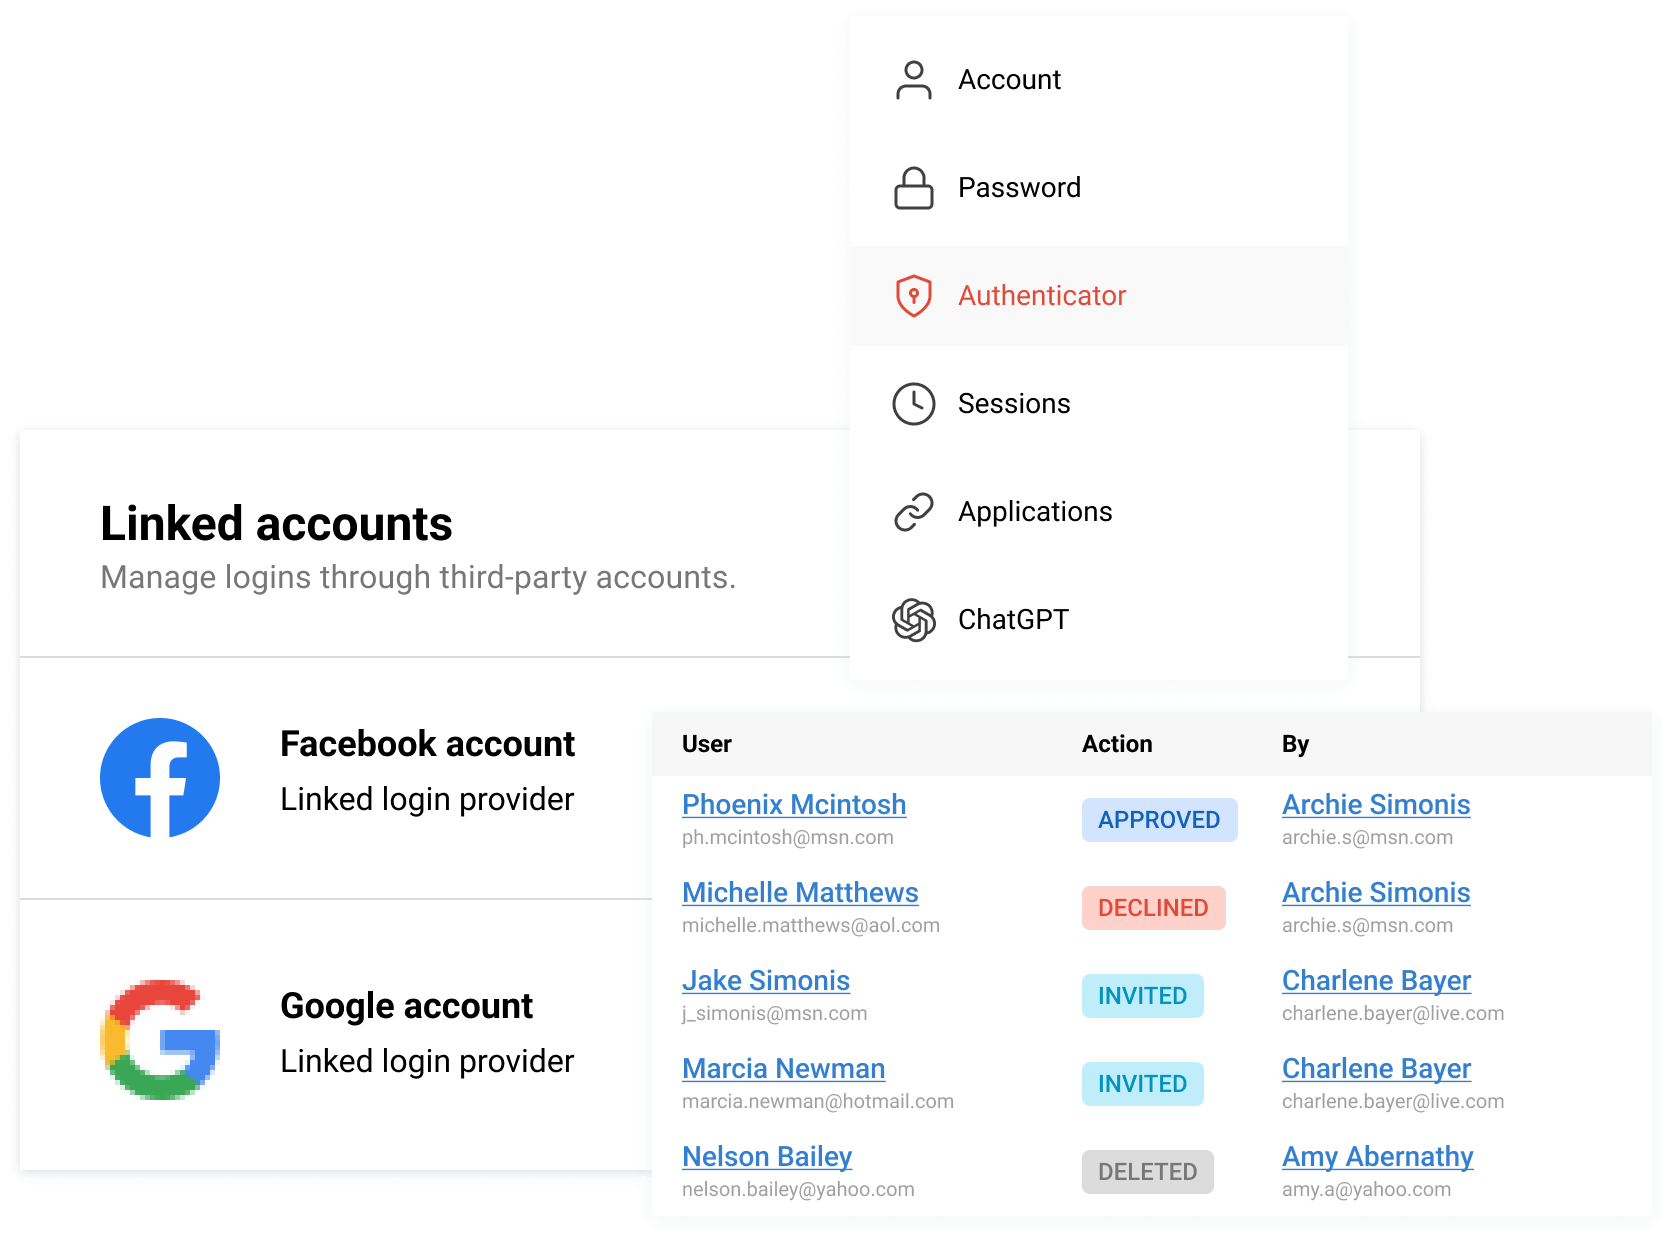 Account
Password
Authenticator
Sessions
Applications
ChatGPT
Linked accounts
Manage logins through third-party accounts.
Facebook account
Linked login provider
Google account
Linked login provider
User Action By
Phoenix Mcintosh APPROVED Archie Simonis
ph.mcintosh@msn.com archie.s@msn.com
Michelle Matthews DECLINED Archie Simonis
michelle.matthews@aol.com archie.s@msn.com
Jake Simonis INVITED Charlene Bayer
j_simonis@msn.com charlene.bayer@live.com
Marcia Newman INVITED Charlene Bayer
marcia.newman@hotmail.com charlene.bayer@live.com
Nelson Bailey DELETED Amy Abernathy
nelson.bailey@yahoo.com amy.a@yahoo.com